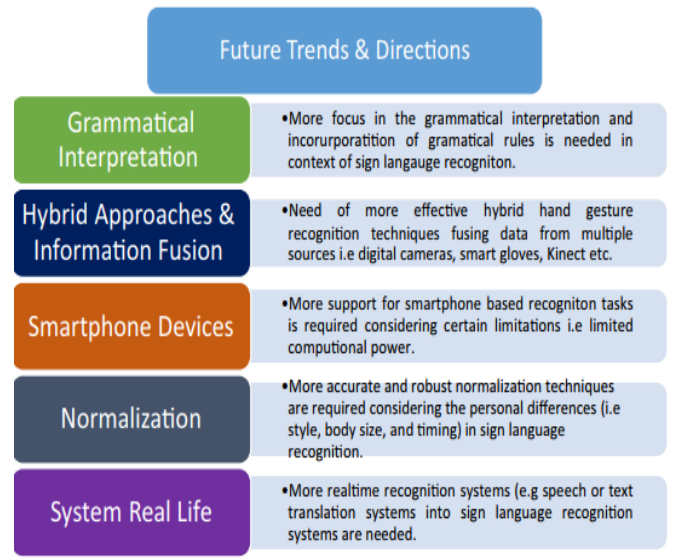 Future Trends & Directions
Grammatical
Interpretation
•More focus in the grammatical interpretation and
incorurporatition of gramatical rules is needed in
context of sign langauge recogniton.
Hybrid Approaches &
Information Fusion
•Need of more effective hybrid hand gesture
recognition techniques fusing data from multiple
sources i.e digital cameras, smart gloves, Kinect etc.
Smartphone Devices
•More support for smartphone based recogniton tasks
is required considering certain limitations i.e limited
computional power.
Normalization
•More accurate and robust normalization techniques
are required considering the personal differences (i.e
style, body size, and timing) in sign language
recognition.
System Real Life
•More realtime recognition systems (e.g speech or text
translation systems into sign language recognition
systems are needed.